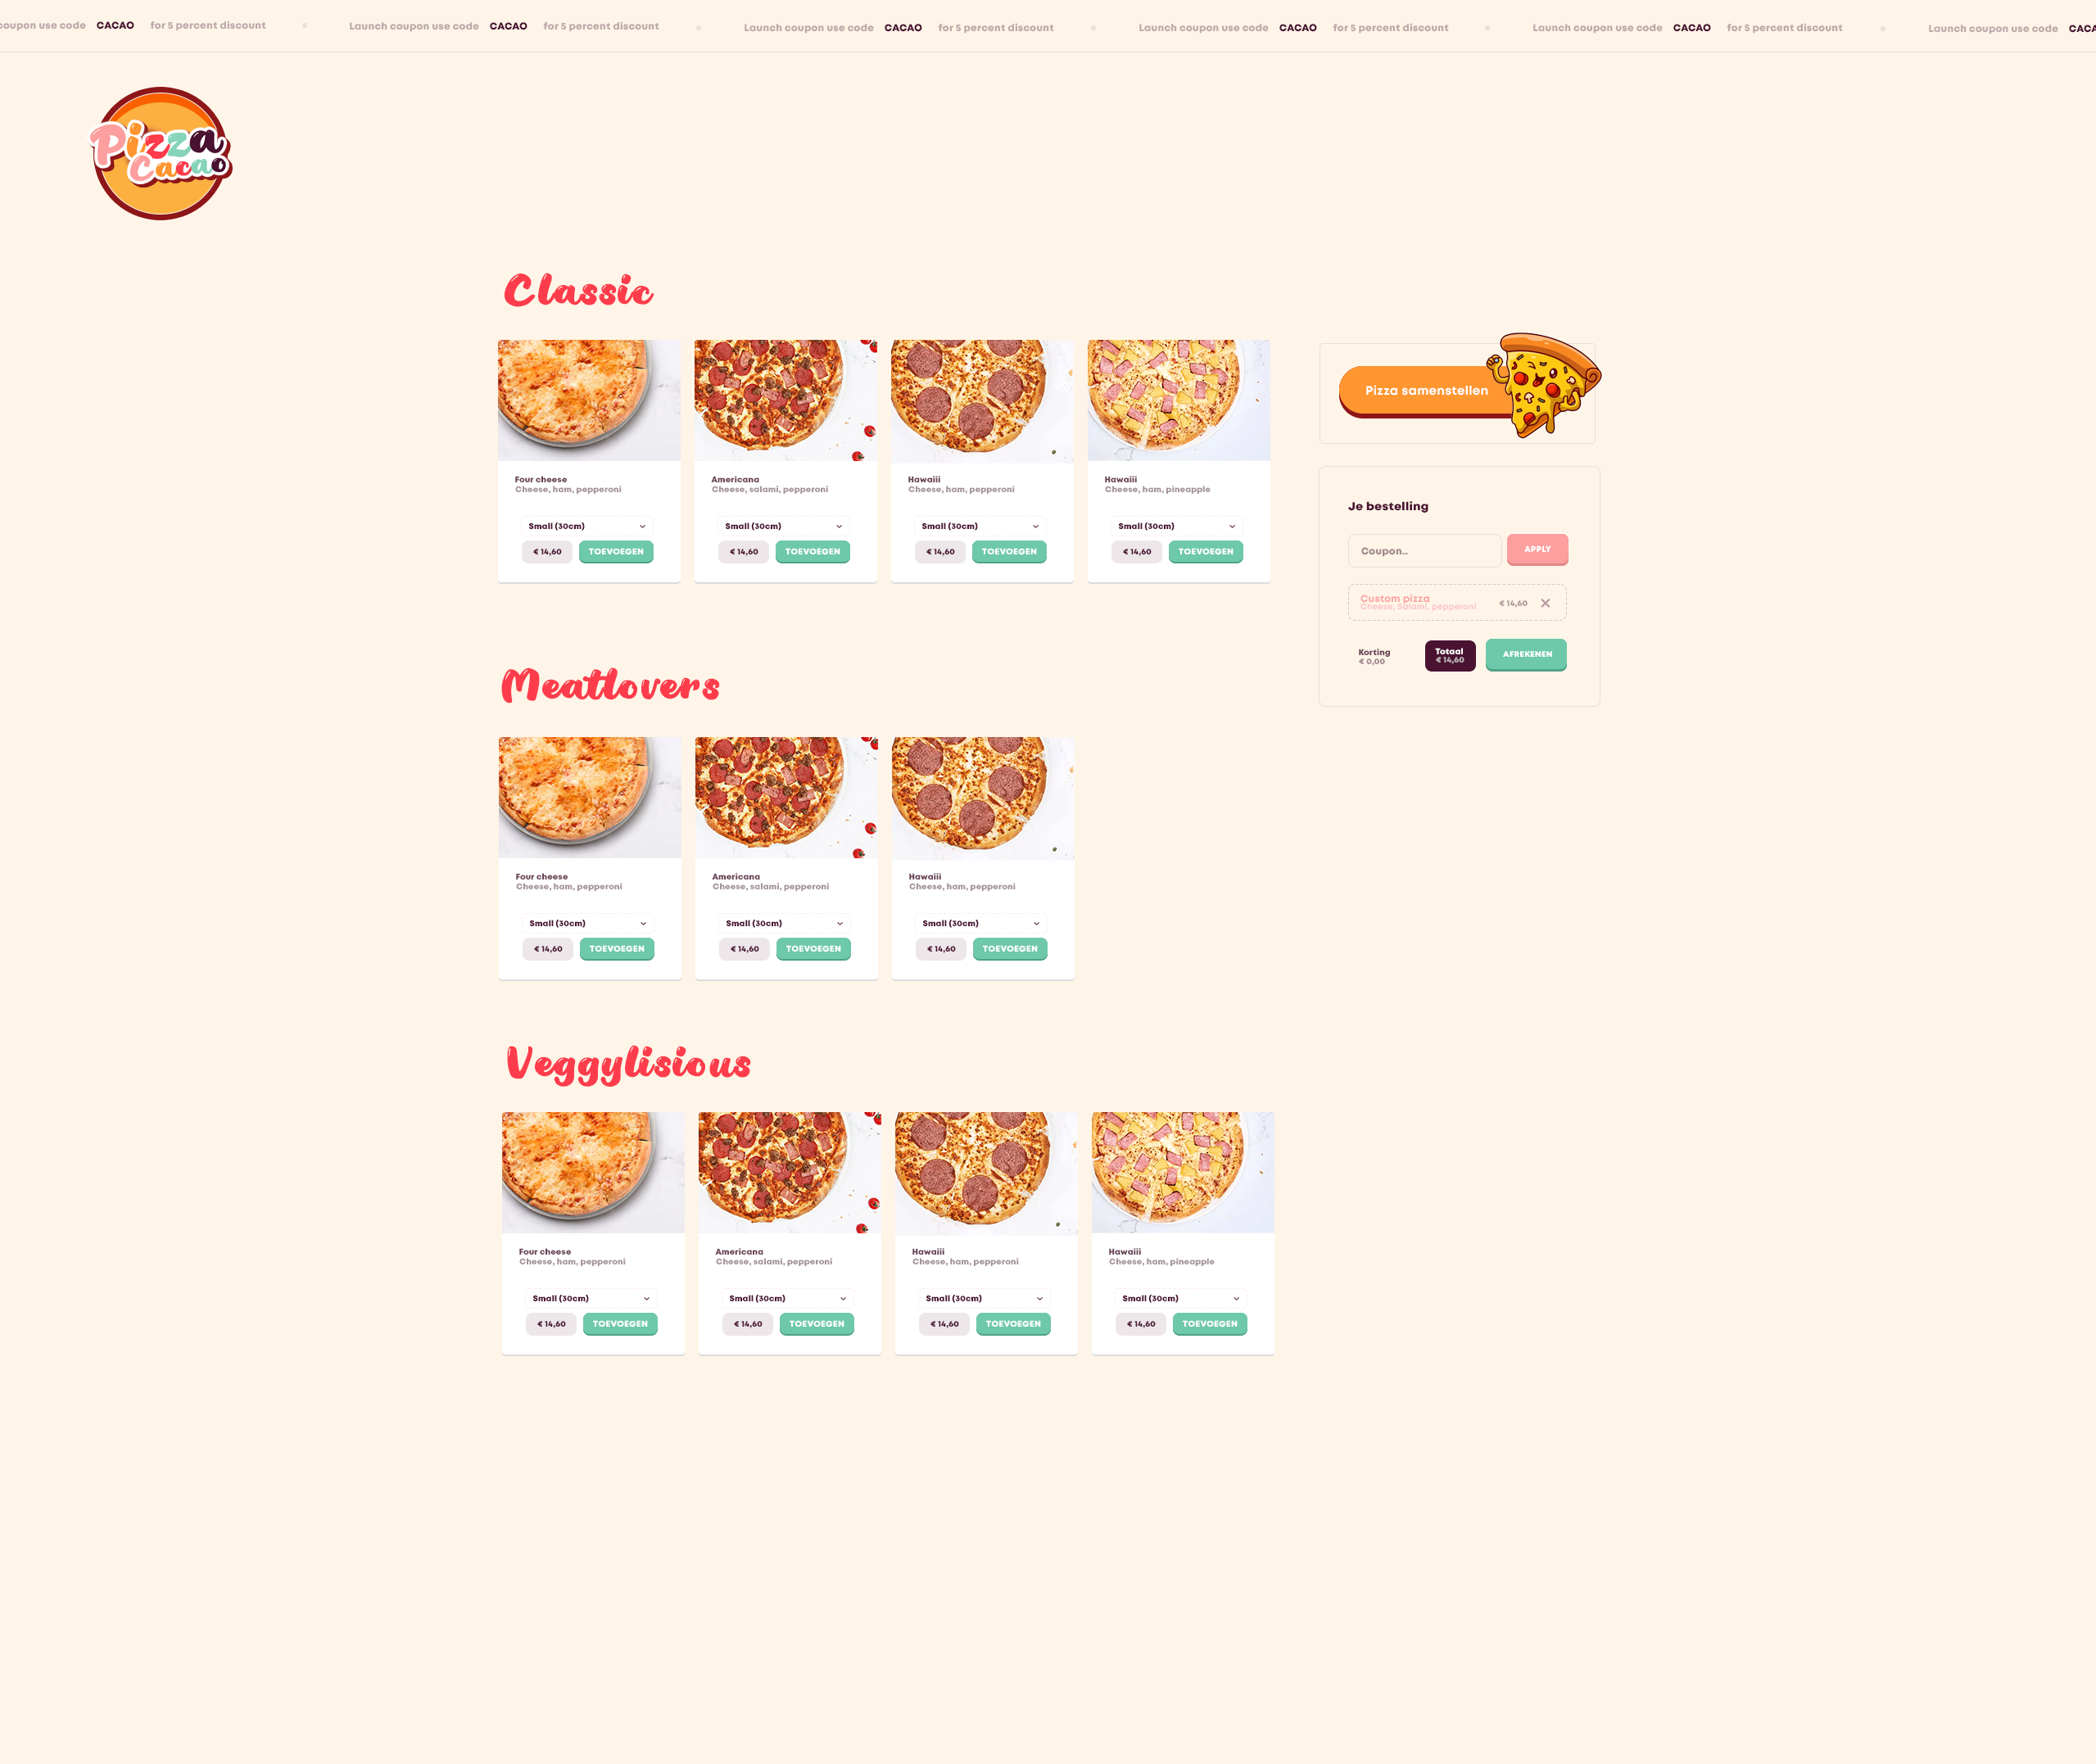 coupon use code CACAO for 5 percent discount • Launch coupon use code CACAO for 5 percent discount • Launch coupon use code CACAO for 5 percent discount • Launch coupon use code CACAO for 5 percent discount • Launch coupon use code CACAO for 5 percent discount • Launch coupon use code CACA
Pizza
Cacao
Classic
Four cheese
Cheese, ham, pepperoni
Small (30cm)
€ 14,60 TOEVOEGEN
Americana
Cheese, salami, pepperoni
Small (30cm)
€ 14,60 TOEVOEGEN
Hawaiii
Cheese, ham, pepperoni
Small (30cm)
€ 14,60 TOEVOEGEN
Hawaiii
Cheese, ham, pineapple
Small (30cm)
€ 14,60 TOEVOEGEN
Pizza samenstellen
Je bestelling
Coupon..
APPLY
Custom pizza
Cheese, Salami, pepperoni
€ 14,60
Korting
€ 0,00
Totaal
€ 14,60
AFREKENEN
Meatlovers
Four cheese
Cheese, ham, pepperoni
Small (30cm)
€ 14,60 TOEVOEGEN
Americana
Cheese, salami, pepperoni
Small (30cm)
€ 14,60 TOEVOEGEN
Hawaiii
Cheese, ham, pepperoni
Small (30cm)
€ 14,60 TOEVOEGEN
Veggylisious
Four cheese
Cheese, ham, pepperoni
Small (30cm)
€ 14,60 TOEVOEGEN
Americana
Cheese, salami, pepperoni
Small (30cm)
€ 14,60 TOEVOEGEN
Hawaiii
Cheese, ham, pepperoni
Small (30cm)
€ 14,60 TOEVOEGEN
Hawaiii
Cheese, ham, pineapple
Small (30cm)
€ 14,60 TOEVOEGEN